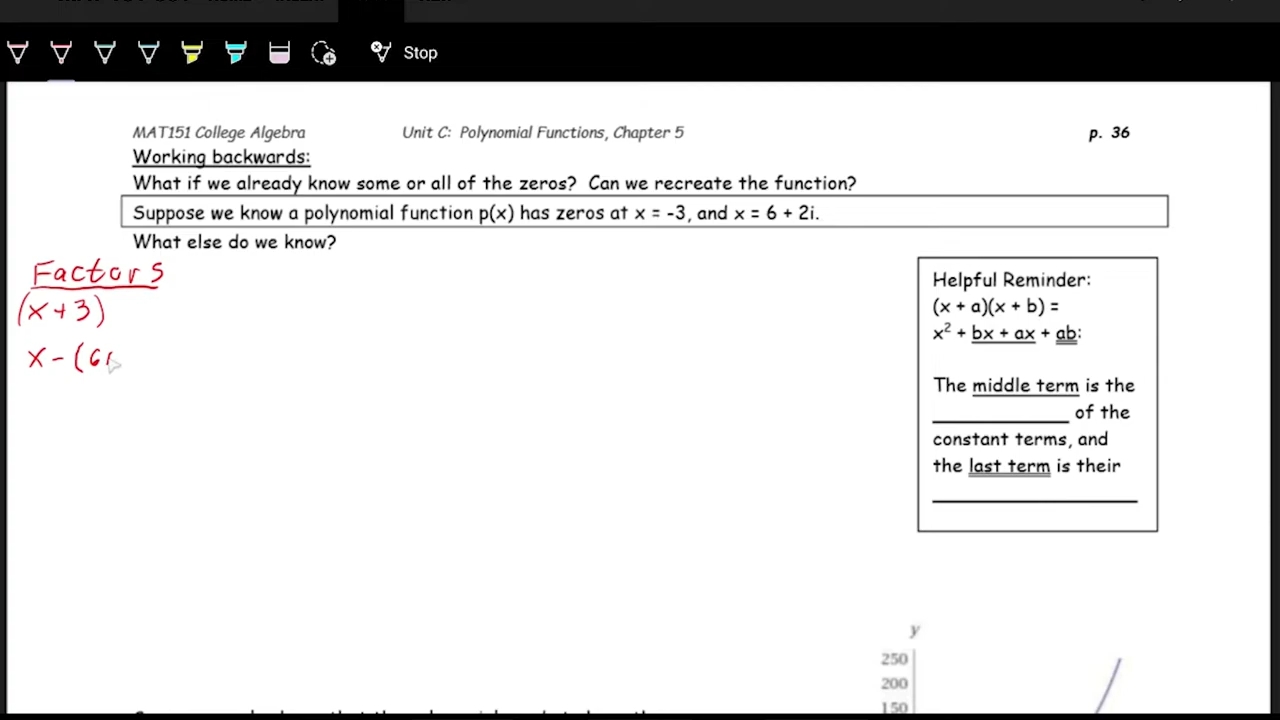 Stop
MAT151 College Algebra Unit C: Polynomial Functions, Chapter 5 p. 36
Working backwards:
What if we already know some or all of the zeros? Can we recreate the function?
Suppose we know a polynomial function p(x) has zeros at x = -3, and x = 6 + 2i.
What else do we know?
Factors
(x + 3)
x - (6
Helpful Reminder:
(x + a)(x + b) =
x² + bx + ax + ab:
The middle term is the
____________ of the
constant terms, and
the last term is their
__________________
y
250
200
150